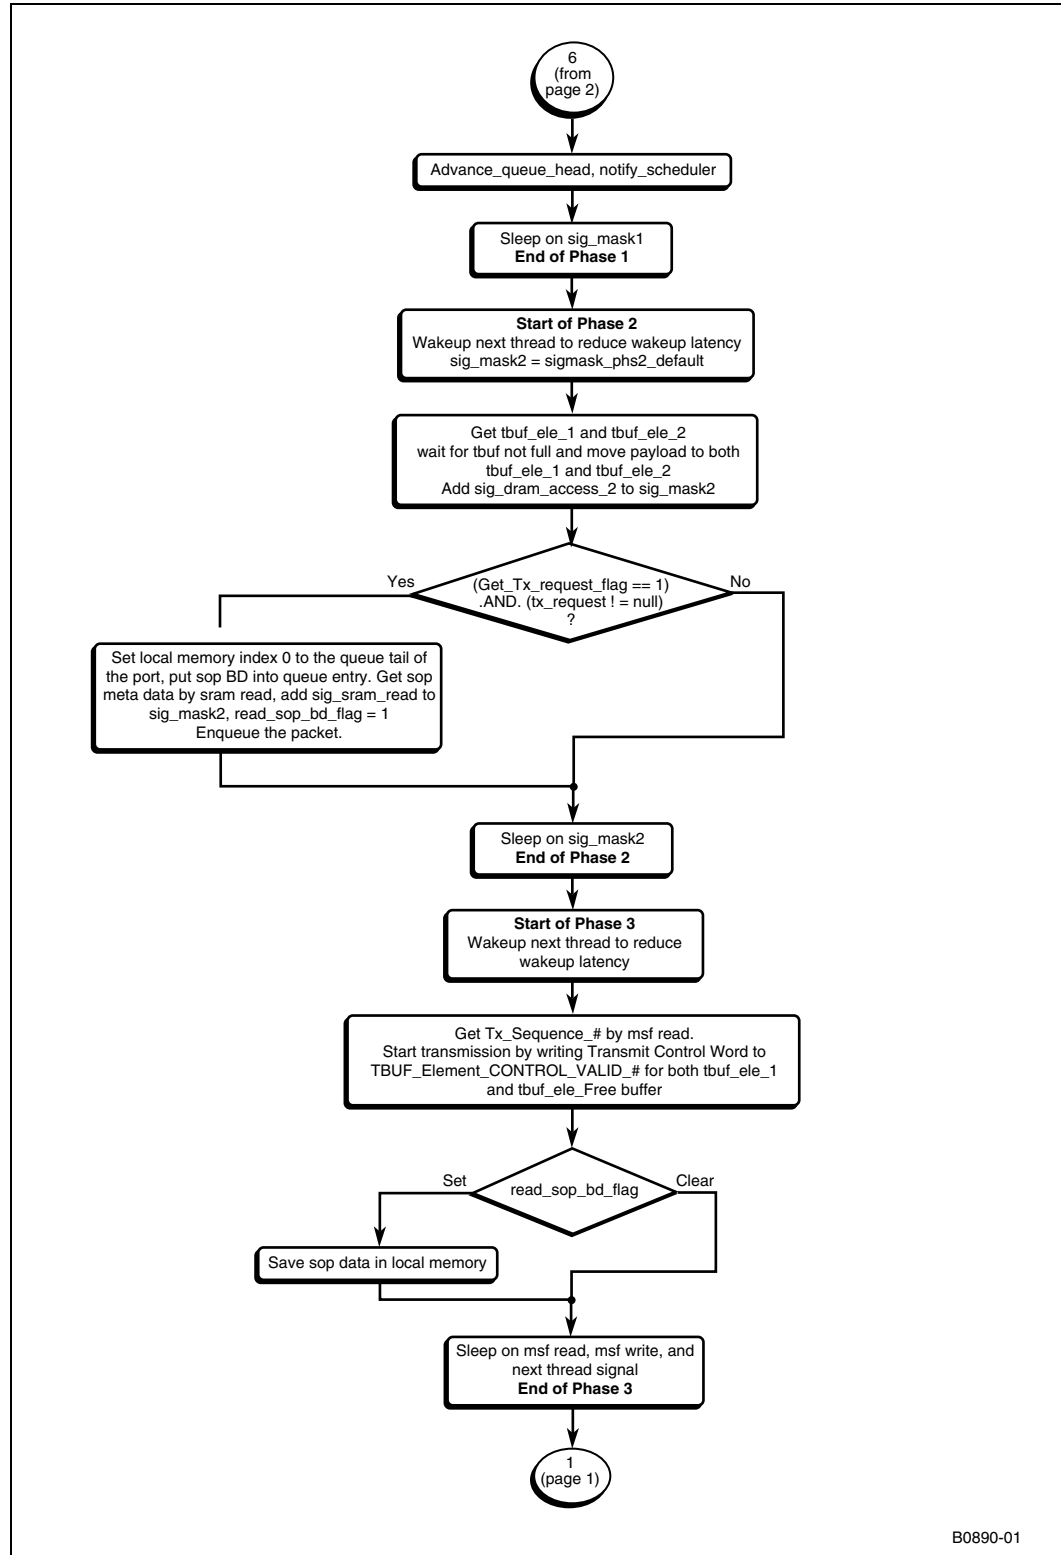 6
(from
page 2)
Advance_queue_head, notify_scheduler
Sleep on sig_mask1
End of Phase 1
Start of Phase 2
Wakeup next thread to reduce wakeup latency
sig_mask2 = sigmask_phs2_default
Get tbuf_ele_1 and tbuf_ele_2
wait for tbuf not full and move payload to both
tbuf_ele_1 and tbuf_ele_2
Add sig_dram_access_2 to sig_mask2
Yes
(Get_Tx_request_flag == 1)
.AND. (tx_request ! = null)
?
No
Set local memory index 0 to the queue tail of
the port, put sop BD into queue entry. Get sop
meta data by sram read, add sig_sram_read to
sig_mask2, read_sop_bd_flag = 1
Enqueue the packet.
Sleep on sig_mask2
End of Phase 2
Start of Phase 3
Wakeup next thread to reduce
wakeup latency
Get Tx_Sequence_# by msf read.
Start transmission by writing Transmit Control Word to
TBUF_Element_CONTROL_VALID_# for both tbuf_ele_1
and tbuf_ele_Free buffer
Set
read_sop_bd_flag
Clear
Save sop data in local memory
Sleep on msf read, msf write, and
next thread signal
End of Phase 3
1
(page 1)
B0890-01